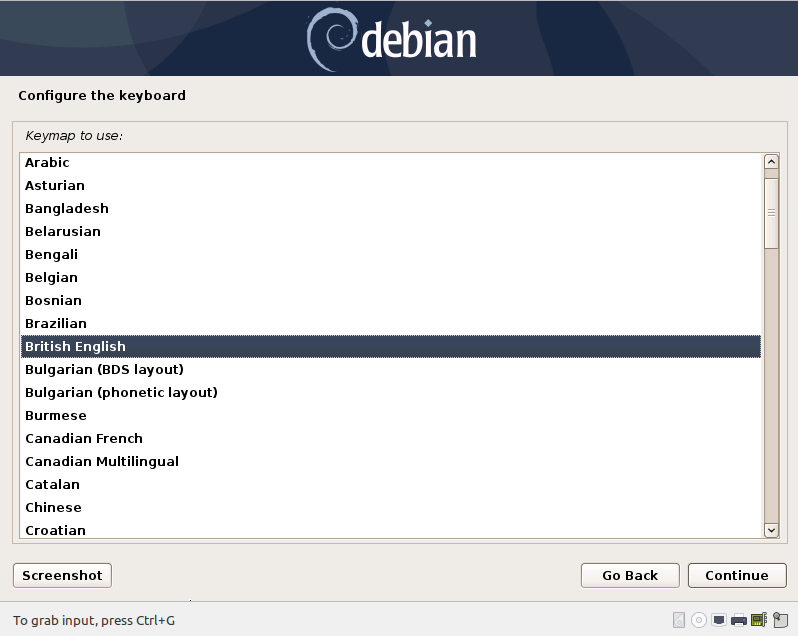 debian
Configure the keyboard
Keymap to use:
Arabic
Asturian
Bangladesh
Belarusian
Bengali
Belgian
Bosnian
Brazilian
British English
Bulgarian (BDS layout)
Bulgarian (phonetic layout)
Burmese
Canadian French
Canadian Multilingual
Catalan
Chinese
Croatian
Screenshot
Go Back
Continue
To grab input, press Ctrl+G